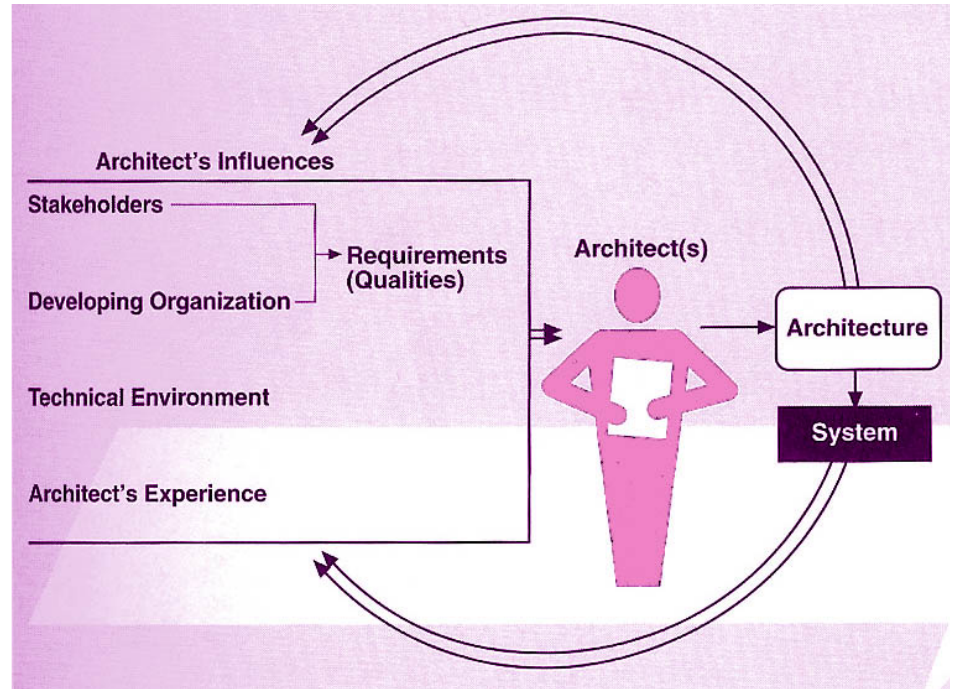 Architect's Influences
Stakeholders
Requirements
(Qualities)
Developing Organization
Technical Environment
Architect's Experience
Architect(s)
Architecture
System